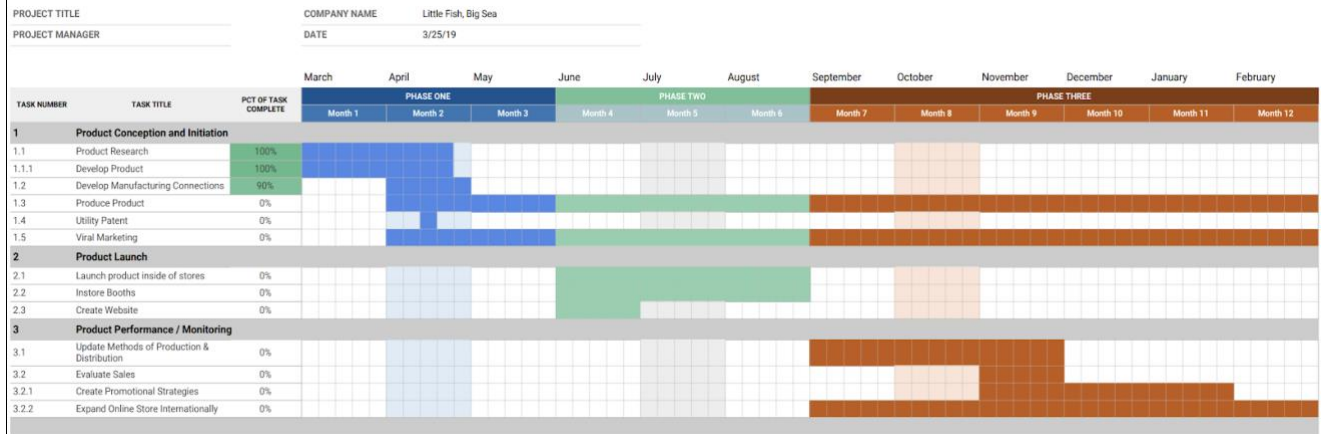 PROJECT TITLE COMPANY NAME Little Fish, Big Sea
PROJECT MANAGER DATE 3/25/19
March April May June July August September October November December January February
TASK NUMBER TASK TITLE PCT OF TASK COMPLETE PHASE ONE PHASE TWO PHASE THREE
Month 1 Month 2 Month 3 Month 4 Month 5 Month 6 Month 7 Month 8 Month 9 Month 10 Month 11 Month 12
1 Product Conception and Initiation
1.1 Product Research 100%
1.1.1 Develop Product 100%
1.2 Develop Manufacturing Connections 90%
1.3 Produce Product 0%
1.4 Utility Patent 0%
1.5 Viral Marketing 0%
2 Product Launch
2.1 Launch product inside of stores 0%
2.2 Instore Booths 0%
2.3 Create Website 0%
3 Product Performance / Monitoring
3.1 Update Methods of Production & Distribution 0%
3.2 Evaluate Sales 0%
3.2.1 Create Promotional Strategies 0%
3.2.2 Expand Online Store Internationally 0%